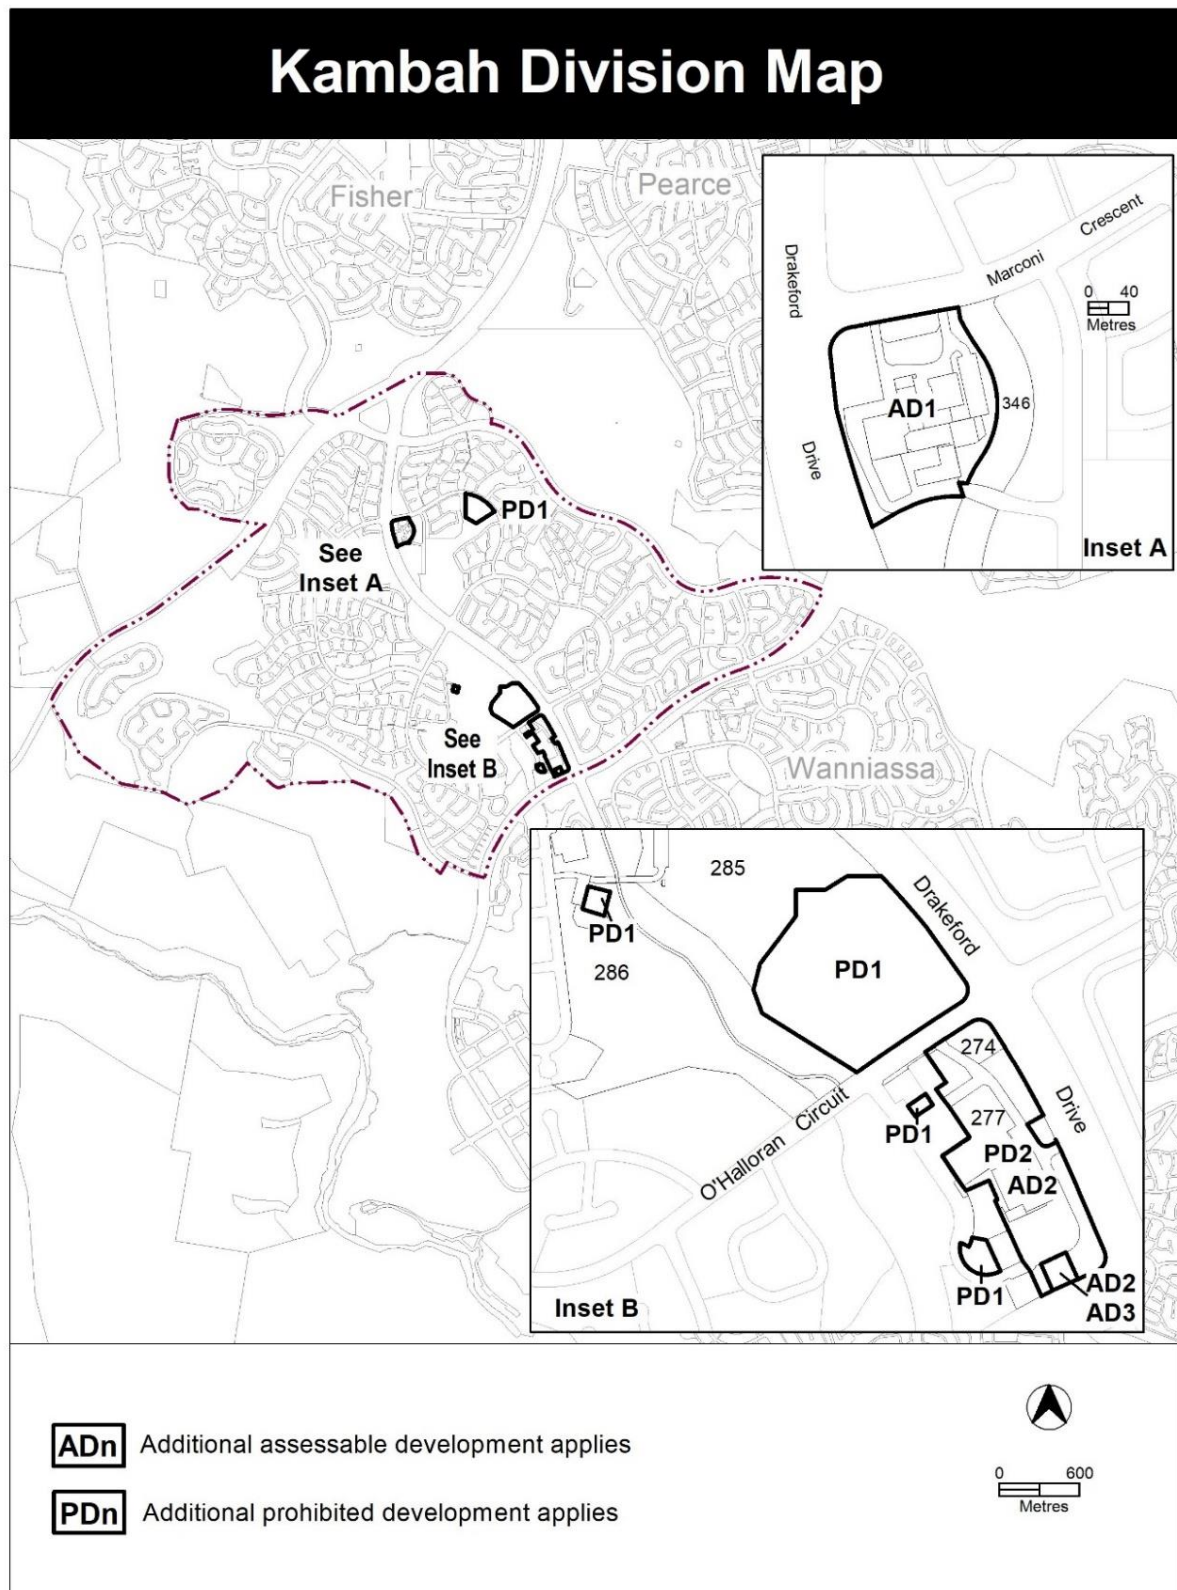 Kambah Division Map
Fisher
Pearce
Drakeford
Drive
Marconi
Crescent
0 40
Metres
AD1
346
Inset A
PD1
See
Inset A
See
Inset B
Wanniassa
285
PD1
286
Drakeford
Drive
PD1
274
277
PD1
PD2
AD2
O'Halloran Circuit
PD1
AD2
AD3
Inset B
ADn Additional assessable development applies
PDn Additional prohibited development applies
0 600
Metres